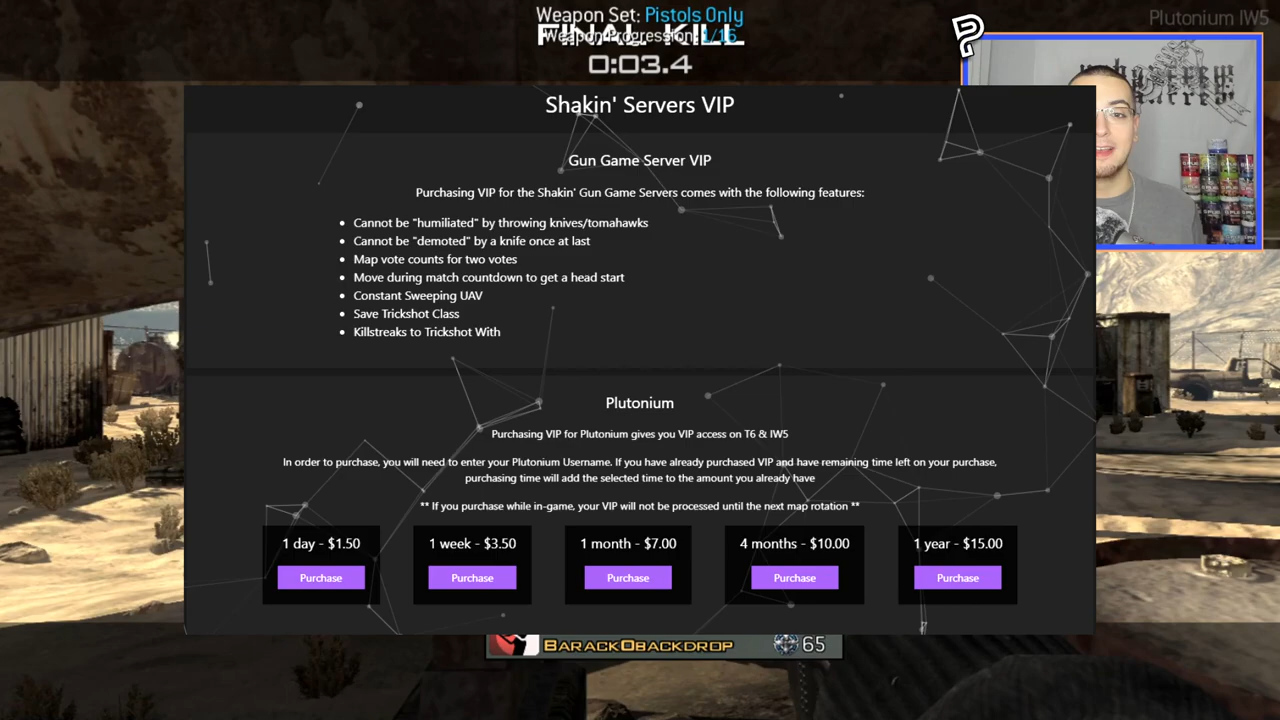 Weapon Set: Pistols Only
Plutonium IW5
Weapon Progression: 1/16
FINAL KILL
0:03.4
Shakin' Servers VIP
Gun Game Server VIP
Purchasing VIP for the Shakin' Gun Game Servers comes with the following features:
Cannot be "humiliated" by throwing knives/tomahawks
Cannot be "demoted" by a knife once at last
Map vote counts for two votes
Move during match countdown to get a head start
Constant Sweeping UAV
Save Trickshot Class
Killstreaks to Trickshot With
Plutonium
Purchasing VIP for Plutonium gives you VIP access on T6 & IW5
In order to purchase, you will need to enter your Plutonium Username. If you have already purchased VIP and have remaining time left on your purchase,
purchasing time will add the selected time to the amount you already have
** If you purchase while in-game, your VIP will not be processed until the next map rotation **
1 day - $1.50
1 week - $3.50
1 month - $7.00
4 months - $10.00
1 year - $15.00
Purchase
Purchase
Purchase
Purchase
Purchase
BarackObackdrop
65